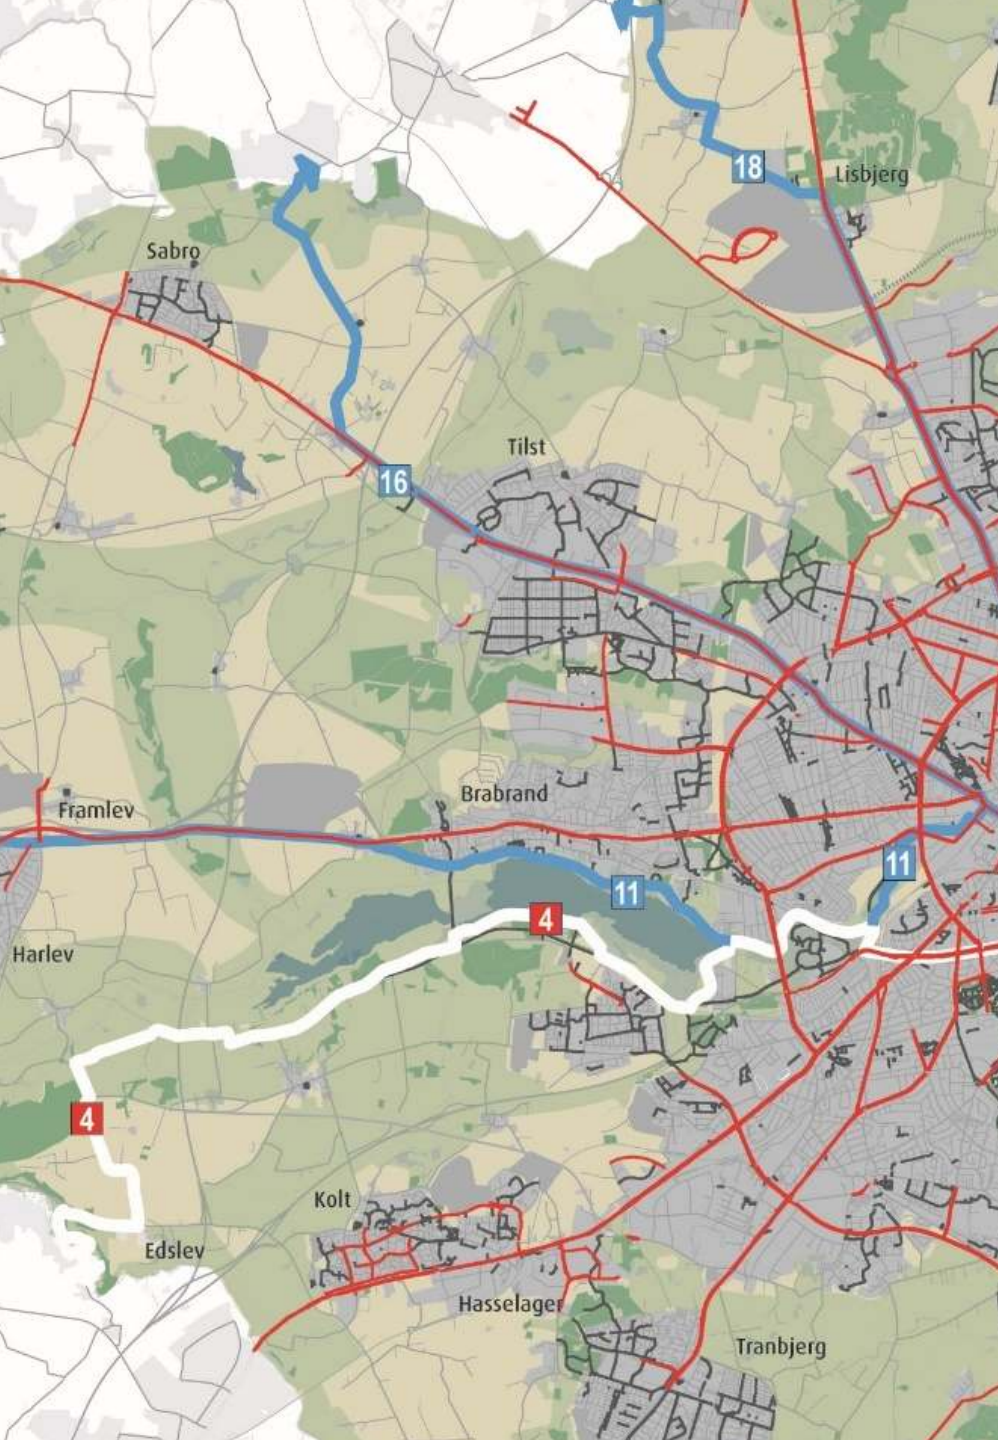 18
Lisbjerg
Sabro
Tilst
16
Brabrand
Framlev
11
11
4
Harlev
4
Kolt
Edslev
Hasselager
Tranbjerg